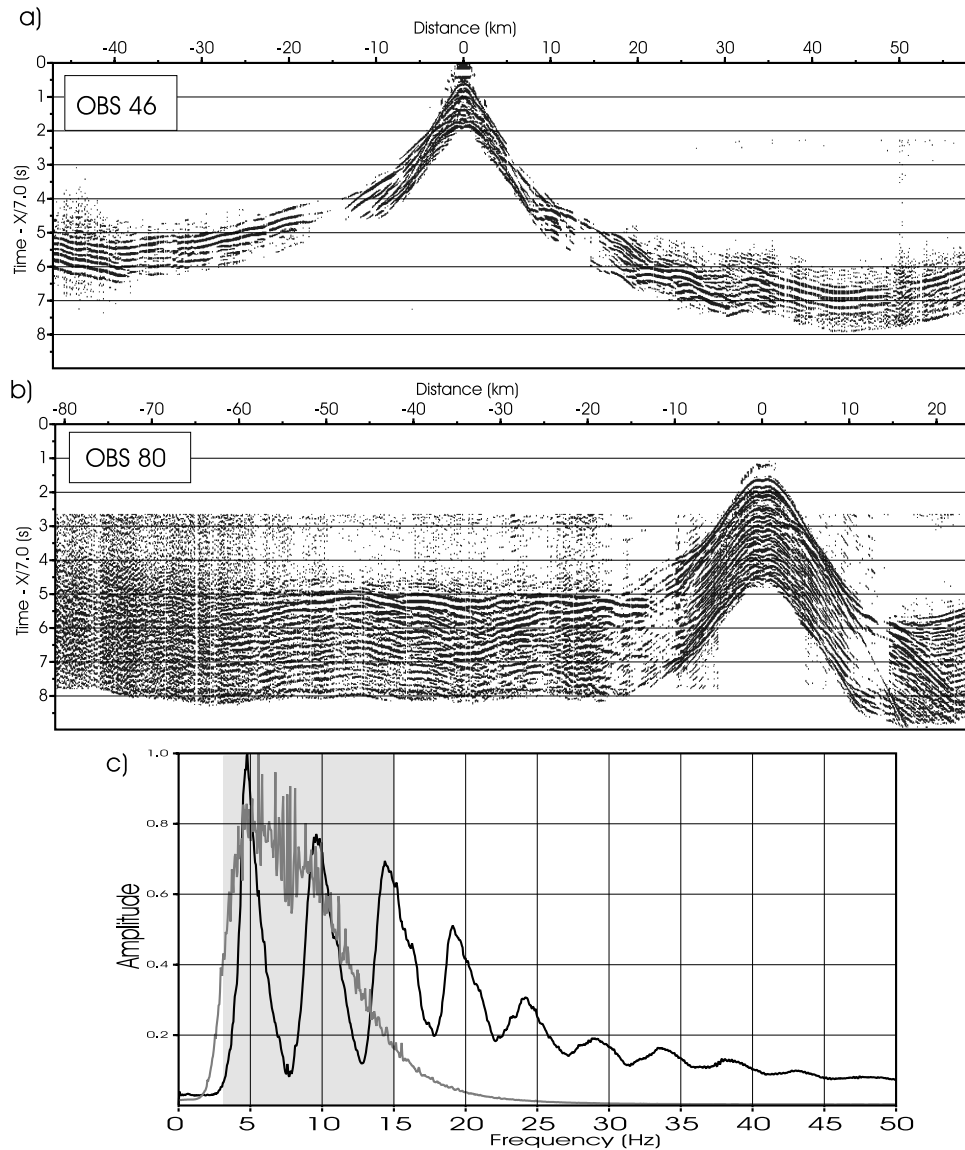 a)
Distance (km)
-40 -30 -20 -10 0 10 20 30 40 50
OBS 46
Time - X/7.0 (s)
0
1
2
3
4
5
6
7
8
b)
Distance (km)
-80 -70 -60 -50 -40 -30 -20 -10 0 10 20
OBS 80
Time - X/7.0 (s)
0
1
2
3
4
5
6
7
8
c)
Amplitude
1.0
0.8
0.6
0.4
0.2
0 5 10 15 20 25 30 35 40 45 50
Frequency (Hz)